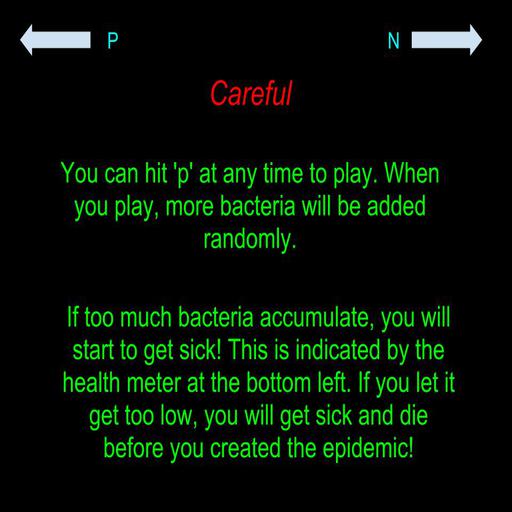 P
N
Careful
You can hit 'p' at any time to play. When
you play, more bacteria will be added
randomly.
If too much bacteria accumulate, you will
start to get sick! This is indicated by the
health meter at the bottom left. If you let it
get too low, you will get sick and die
before you created the epidemic!